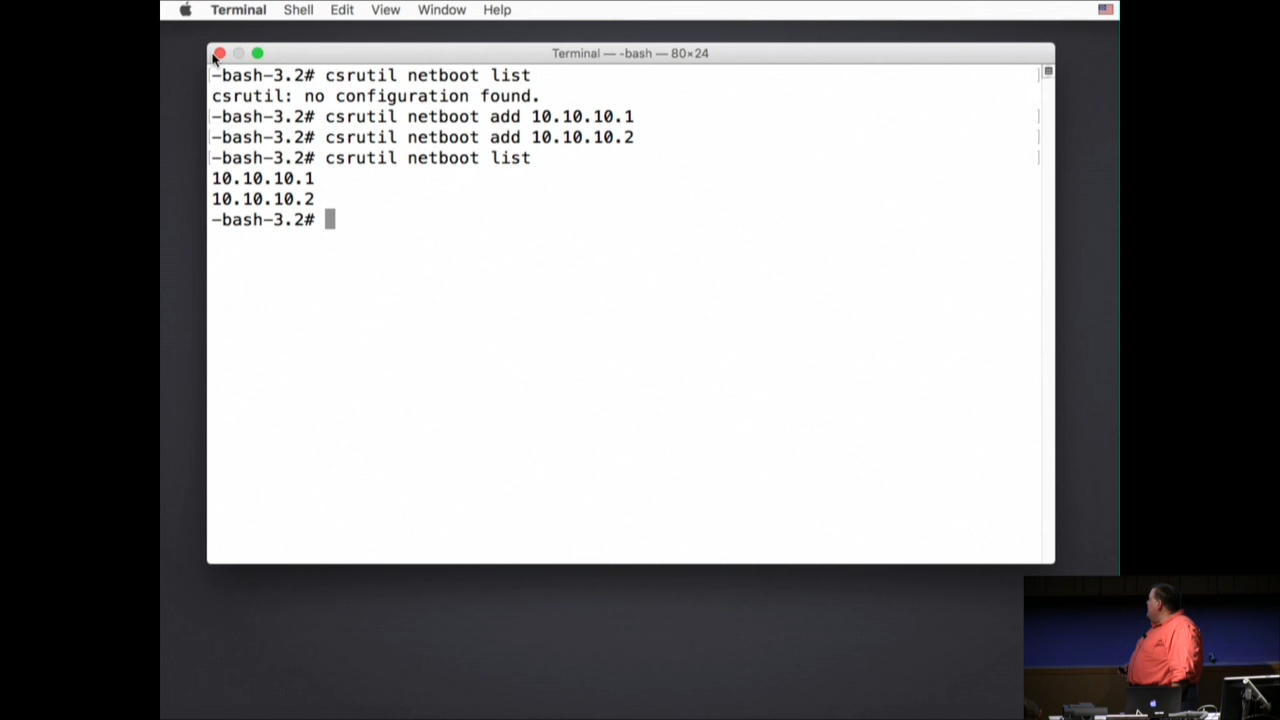 Terminal Shell Edit View Window Help
Terminal — -bash — 80×24
-bash-3.2# csrutil netboot list
csrutil: no configuration found.
-bash-3.2# csrutil netboot add 10.10.10.1
-bash-3.2# csrutil netboot add 10.10.10.2
-bash-3.2# csrutil netboot list
10.10.10.1
10.10.10.2
-bash-3.2#